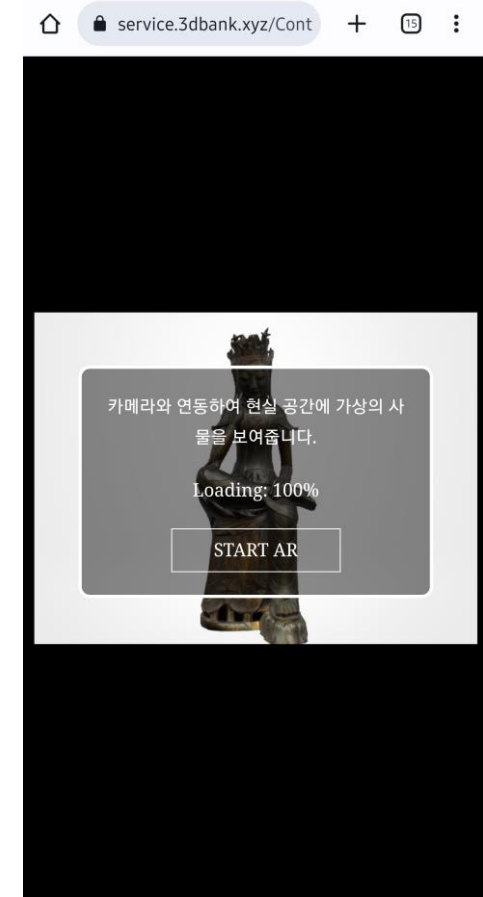 service.3dbank.xyz/Cont
15
카메라와 연동하여 현실 공간에 가상의 사
물을 보여줍니다.
Loading: 100%
START AR